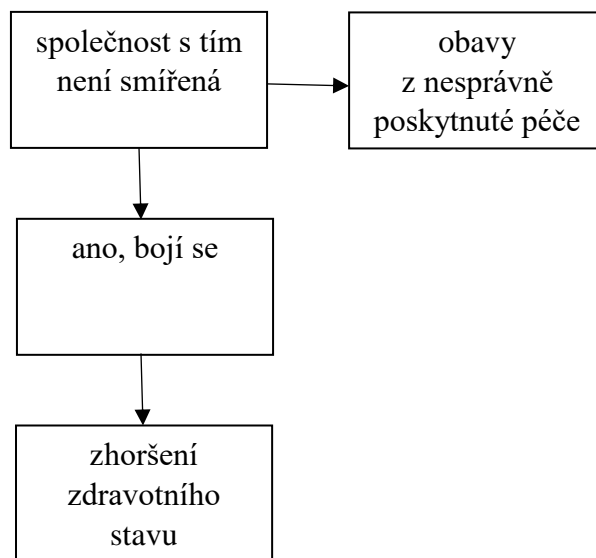 společnost s tím
není smířená
obavy
z nesprávně
poskytnuté péče
ano, bojí se
zhoršení
zdravotního
stavu